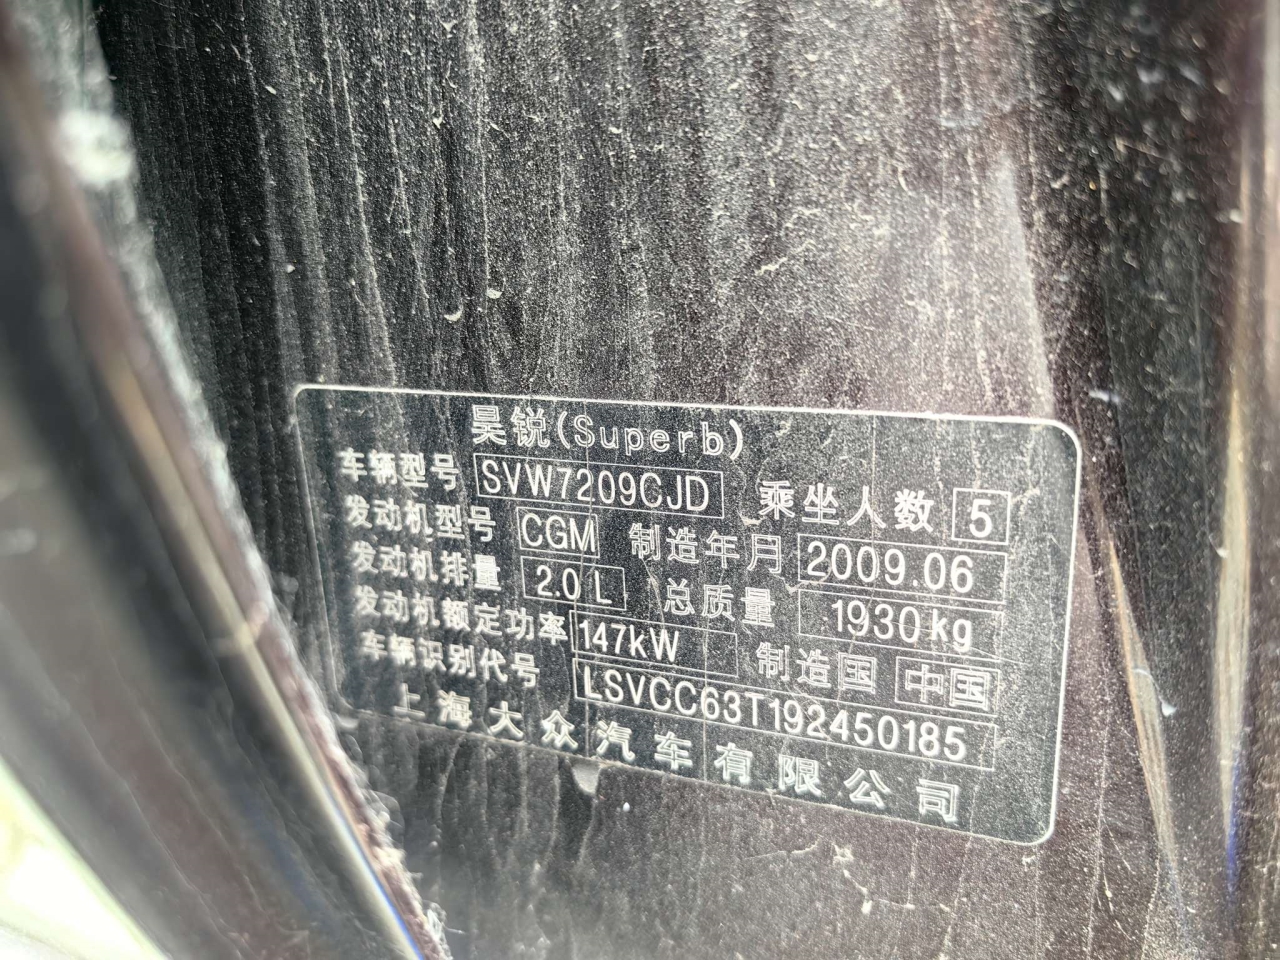 昊锐(Superb)
车辆型号 SVW7209CJD 乘坐人数 5
发动机型号 CGM 制造年月 2009.06
发动机排量 2.0L 总质量 1930kg
发动机额定功率 147kW 制造国 中国
车辆识别代号 LSVCC63T192450185
上海大众汽车有限公司